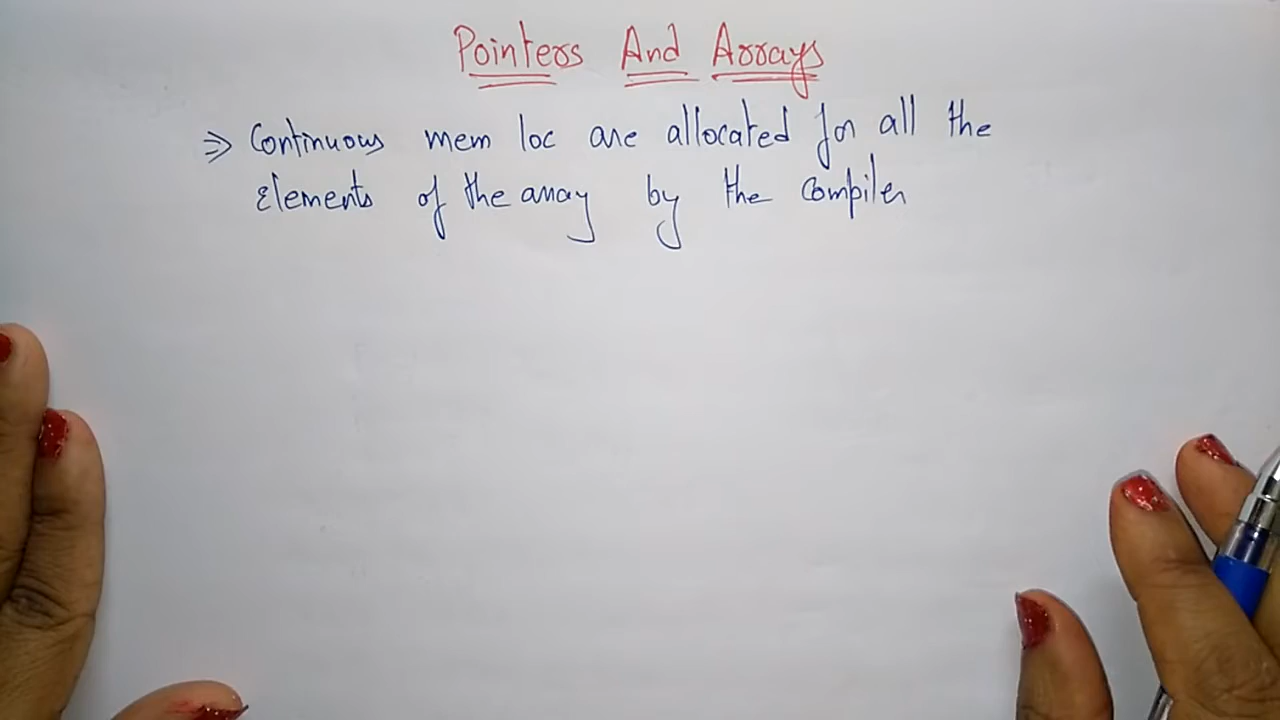 Pointers And Arrays
⇒ Continuous mem loc are allocated for all the
Elements of the array by the compiler